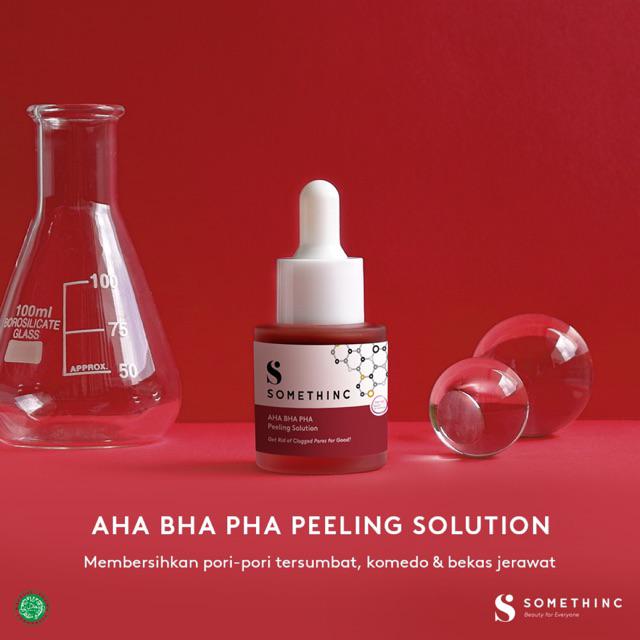 100
100ml
BOROSILICATE
GLASS
75
APPROX. 50
S
SOMETHINC
AHA BHA PHA
Peeling Solution
Get Rid of Clogged Pores for Good!
AHA BHA PHA PEELING SOLUTION
Membersihkan pori-pori tersumbat, komedo & bekas jerawat
S SOMETHINC
Beauty for Everyone